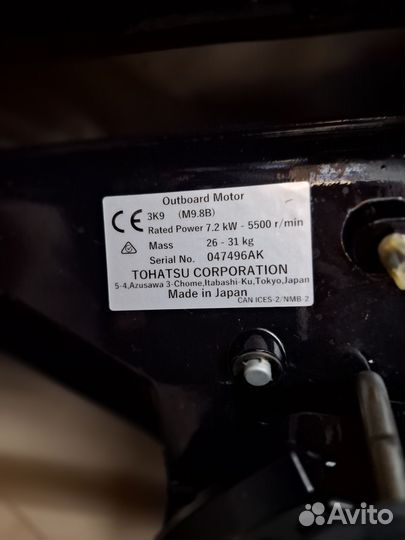 Outboard Motor
CE 3K9 (M9.8B)
Rated Power 7.2 kW - 5500 r/min
Mass 26 - 31 kg
Serial No. 047496AK
TOHATSU CORPORATION
5-4,Azusawa 3-Chome,Itabashi-Ku,Tokyo,Japan
Made in Japan
CAN ICES-2/NMB-2
Avito